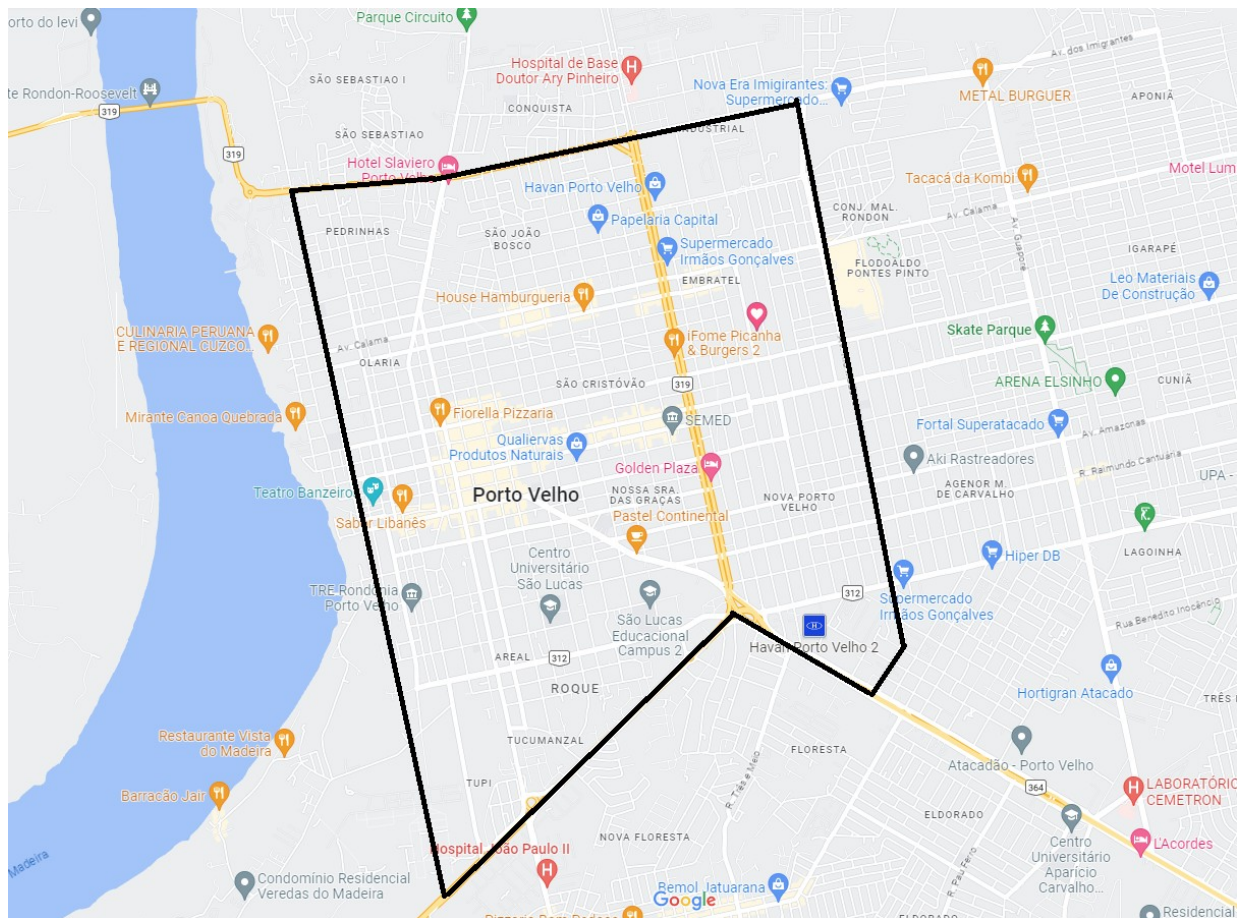 Parque Circuito
orto do levi
Hospital de Base
Doutor Ary Pinheiro
Av. dos Imigrantes
SÃO SEBASTIAO I
Nova Era Imigrantes:
Supermercado...
METAL BURGUER
APONIÃ
te Rondon-Roosevelt
CONQUISTA
319
SÃO SEBASTIAO
INDUSTRIAL
319
Hotel Slaviero
Porto Velho
Havan Porto Velho
Tacacá da Kombi
Motel Lum
Papelaria Capital
CONJ. MAL.
RONDON
Av. Calama
PEDRINHAS
SÃO JOÃO
BOSCO
Supermercado
Irmãos Gonçalves
Av. Guaporé
IGARAPÉ
FLODOALDO
PONTES PINTO
EMBRATEL
Leo Materiais
De Construção
House Hamburgueria
CULINARIA PERUANA
E REGIONAL CUZCO...
Av. Calama
iFome Picanha
& Burgers 2
Skate Parque
OLARIA
SÃO CRISTÓVÃO
319
ARENA ELSINHO
CUNIÃ
Mirante Canoa Quebrada
Fiorella Pizzaria
SEMED
Fortal Superatacado
Av. Amazonas
Qualiervas
Produtos Naturais
Golden Plaza
Aki Rastreadores
R. Raimundo Cantuária
UPA -
Teatro Banzeiros
Porto Velho
NOSSA SRA.
DAS GRAÇAS
NOVA PORTO
VELHO
AGENOR M.
DE CARVALHO
Sabor Libanês
Pastel Continental
LAGOINHA
Centro
Universitário
São Lucas
Hiper DB
TRE Rondônia
Porto Velho
312
Supermercado
Irmãos Gonçalves
São Lucas
Educacional
Campus 2
Rua Benedito Inocêncio
Havan Porto Velho 2
AREAL
312
ROQUE
Hortigran Atacado
TRÊS
Restaurante Vista
do Madeira
TUCUMANZAL
FLORESTA
Atacadão - Porto Velho
R. Três e Meio
TUPI
364
LABORATÓRIO
CEMETRON
Barracão Jair
ELDORADO
NOVA FLORESTA
Hospital João Paulo II
L'Acordes
Madeira
Condomínio Residencial
Veredas do Madeira
Centro
Universitário
Aparício
Carvalho...
R. Pau Ferro
Bemol Jatuarana
Google
Residencial